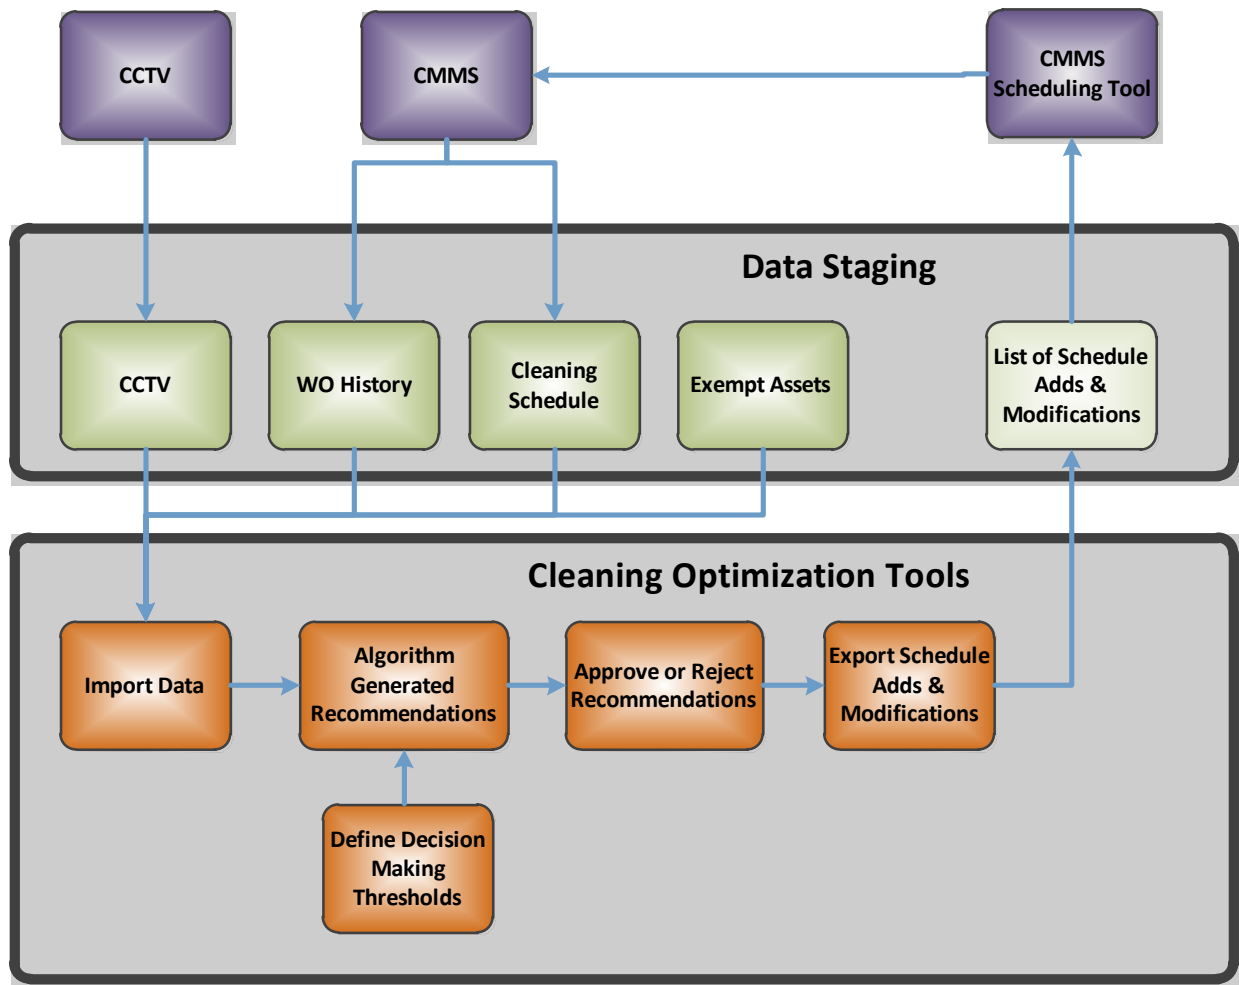 CCTV
CMMS
CMMS
Scheduling Tool
Data Staging
CCTV
WO History
Cleaning
Schedule
Exempt Assets
List of Schedule
Adds &
Modifications
Cleaning Optimization Tools
Import Data
Algorithm
Generated
Recommendations
Approve or Reject
Recommendations
Export Schedule
Adds &
Modifications
Define Decision
Making
Thresholds